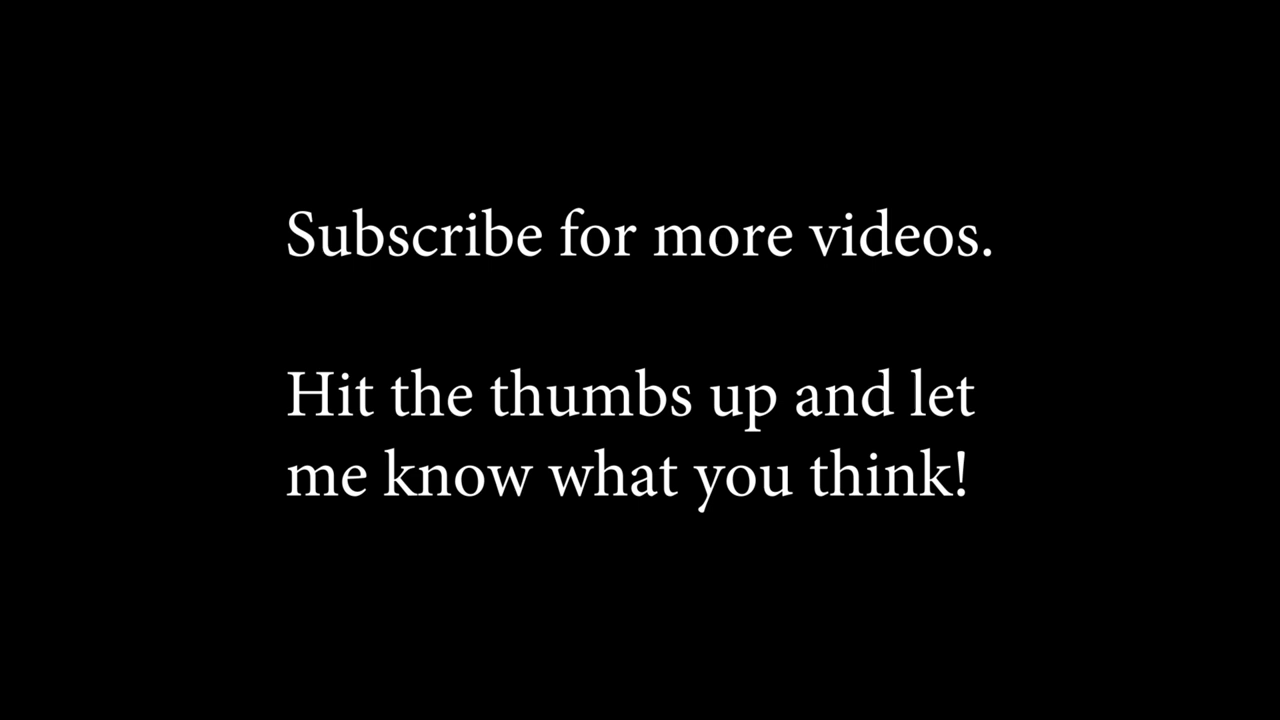 Subscribe for more videos.
Hit the thumbs up and let
me know what you think!